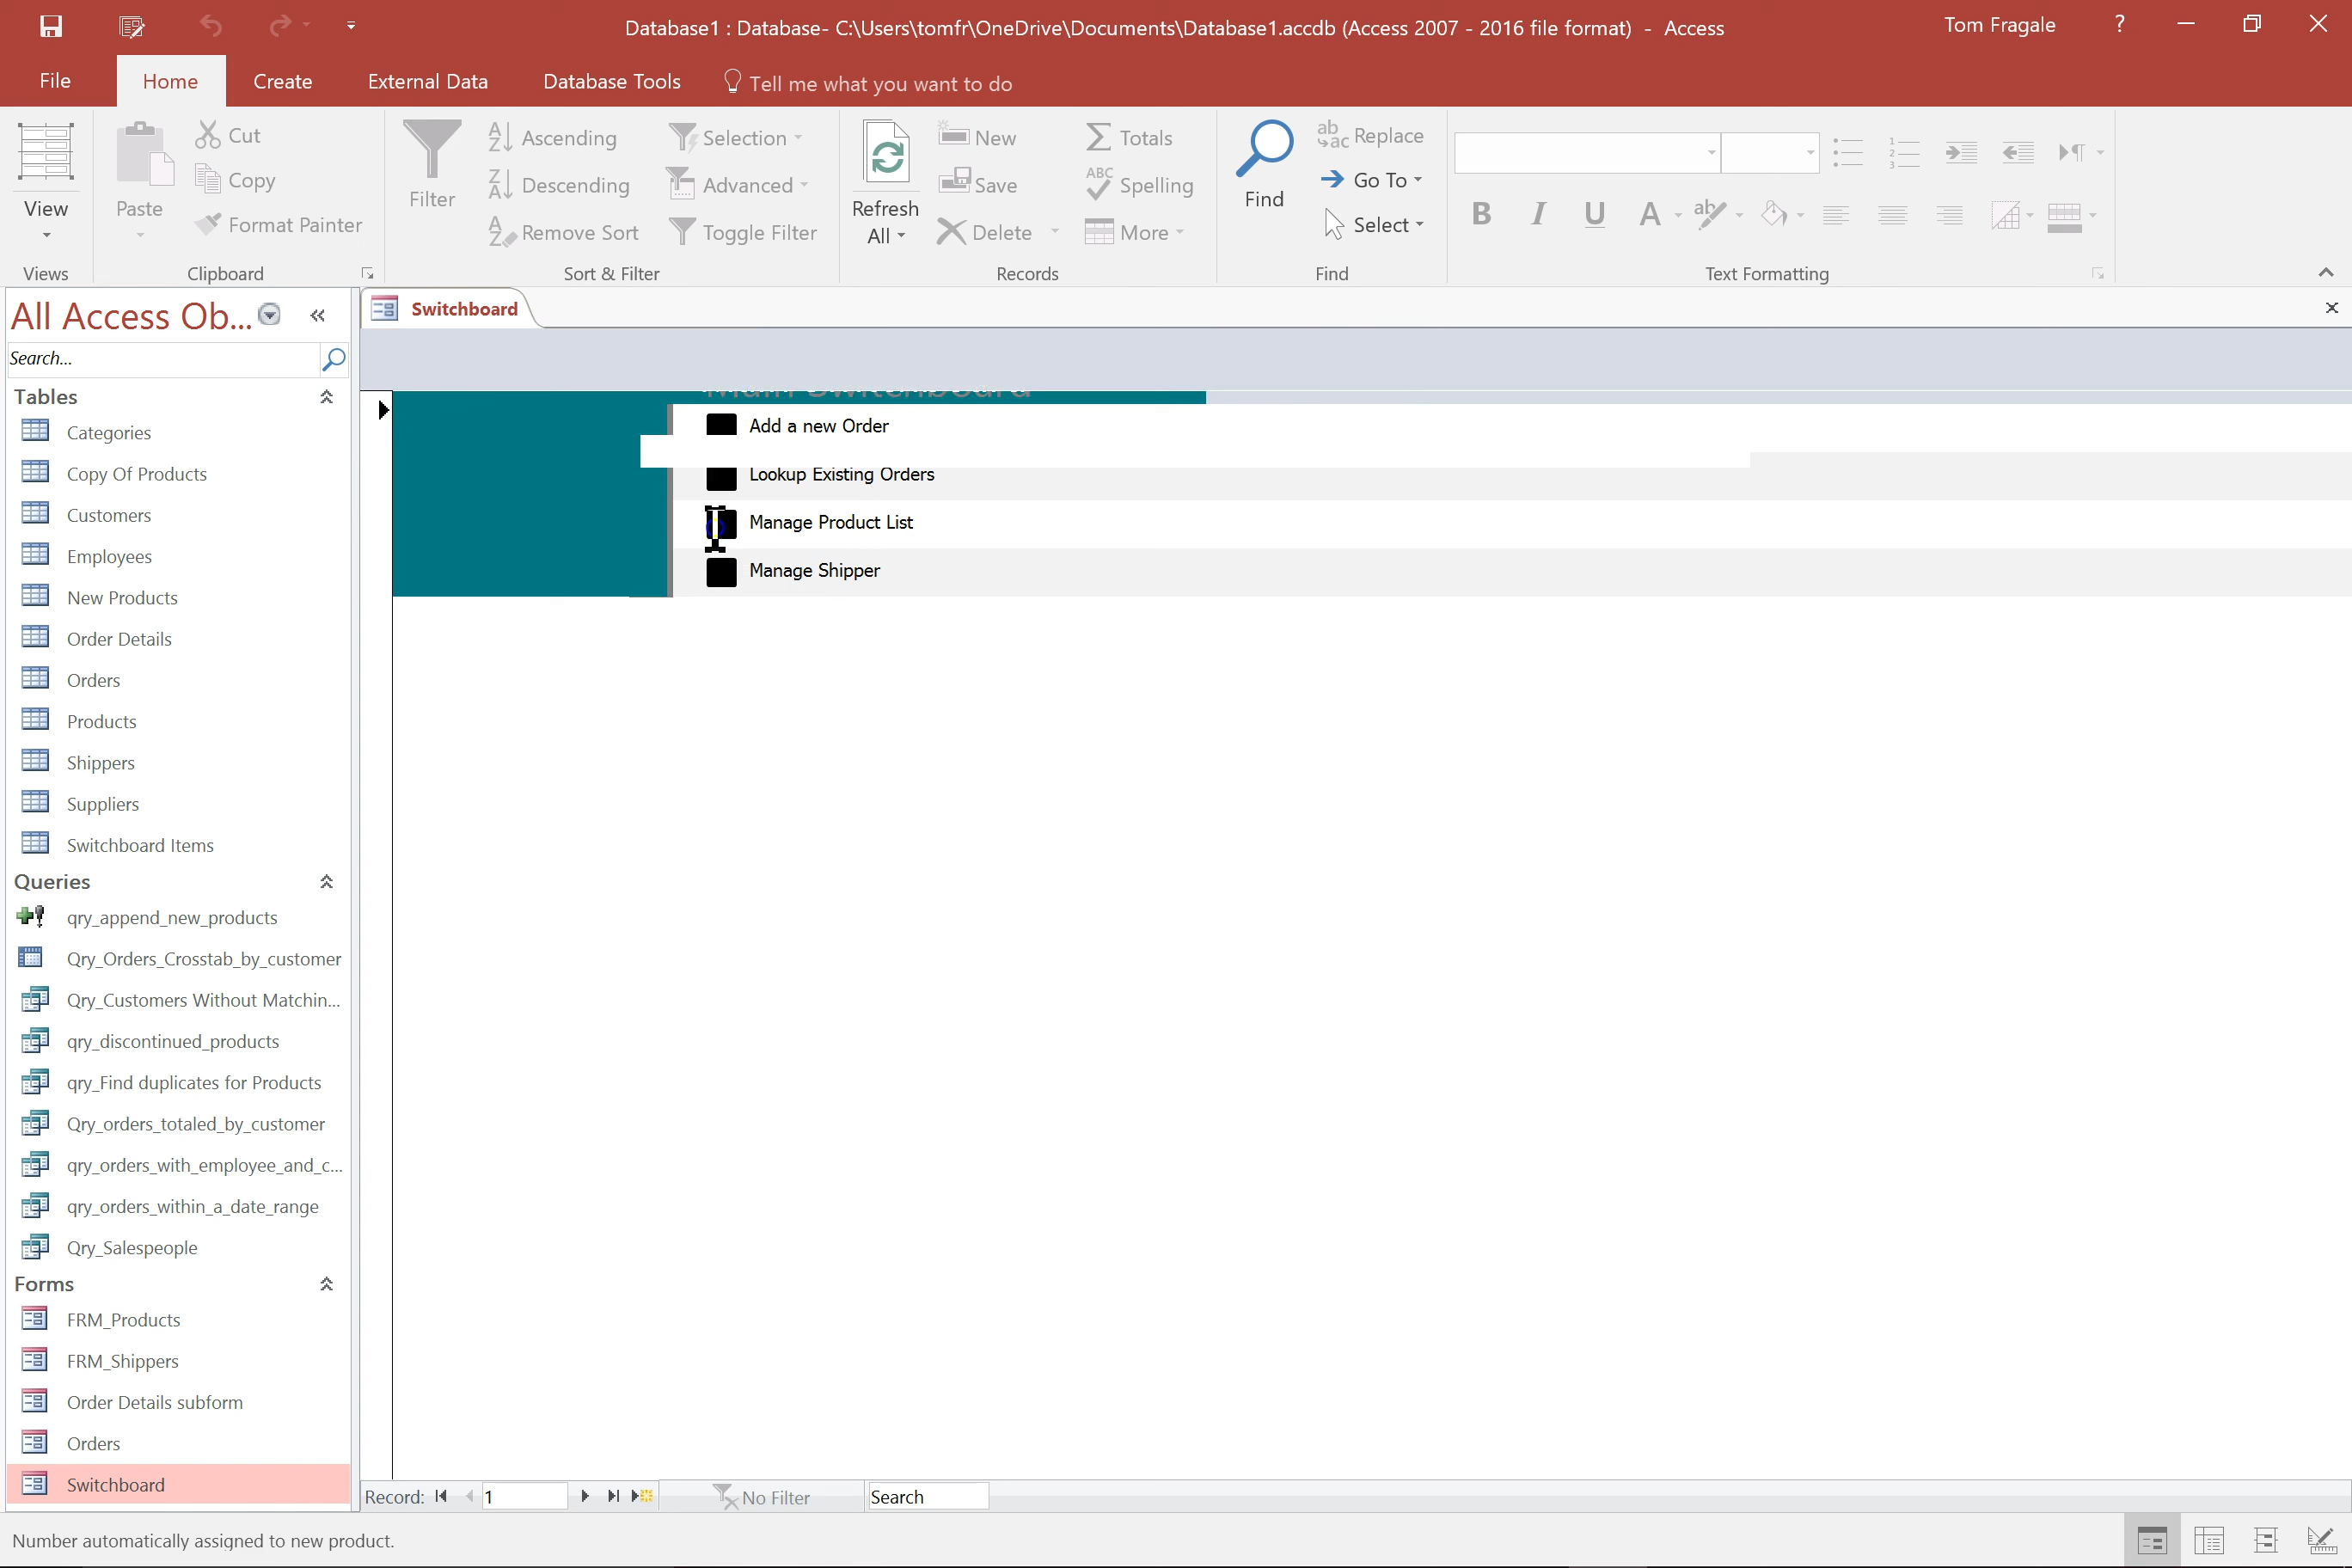 Database1 : Database- C:\Users\tomfr\OneDrive\Documents\Database1.accdb (Access 2007 - 2016 file format) - Access
Tom Fragale
?
File
Home
Create
External Data
Database Tools
Tell me what you want to do
View
Views
Paste
Cut
Copy
Format Painter
Clipboard
Filter
Ascending
Descending
Remove Sort
Selection
Advanced
Toggle Filter
Sort & Filter
Refresh
All
New
Save
Delete
Totals
Spelling
More
Records
Find
Replace
Go To
Select
Find
B I U A
Text Formatting
All Access Ob...
Search...
Tables
Categories
Copy Of Products
Customers
Employees
New Products
Order Details
Orders
Products
Shippers
Suppliers
Switchboard Items
Queries
qry_append_new_products
Qry_Orders_Crosstab_by_customer
Qry_Customers Without Matchin...
qry_discontinued_products
qry_Find duplicates for Products
Qry_orders_totaled_by_customer
qry_orders_with_employee_and_c...
qry_orders_within_a_date_range
Qry_Salespeople
Forms
FRM_Products
FRM_Shippers
Order Details subform
Orders
Switchboard
Switchboard
Add a new Order
Lookup Existing Orders
Manage Product List
Manage Shipper
Record: 1
No Filter
Search
Number automatically assigned to new product.